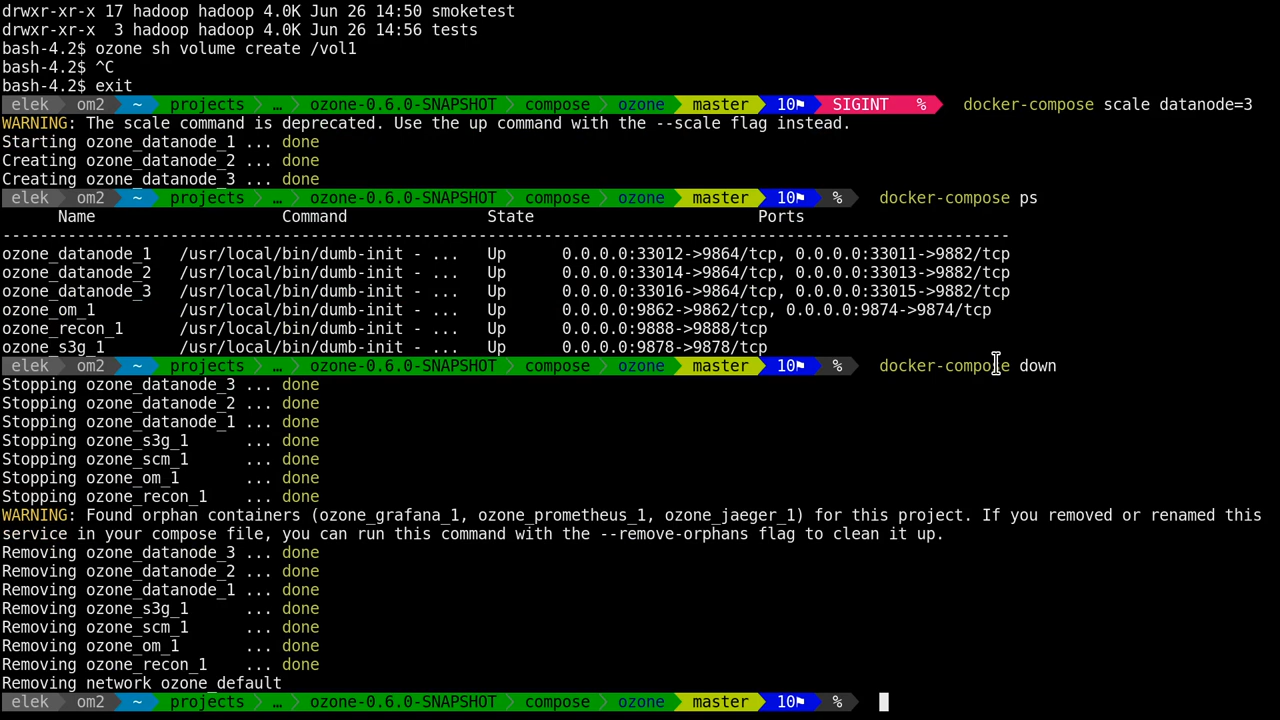 drwxr-xr-x 17 hadoop hadoop 4.0K Jun 26 14:50 smoketest
drwxr-xr-x  3 hadoop hadoop 4.0K Jun 26 14:56 tests
bash-4.2$ ozone sh volume create /vol1
bash-4.2$ ^C
bash-4.2$ exit
elek om2 ~ projects … ozone-0.6.0-SNAPSHOT compose ozone master 10⚑ SIGINT % docker-compose scale datanode=3
WARNING: The scale command is deprecated. Use the up command with the --scale flag instead.
Starting ozone_datanode_1 ... done
Creating ozone_datanode_2 ... done
Creating ozone_datanode_3 ... done
elek om2 ~ projects … ozone-0.6.0-SNAPSHOT compose ozone master 10⚑ % docker-compose ps
      Name                    Command               State                        Ports
------------------------------------------------------------------------------------------------------------
ozone_datanode_1   /usr/local/bin/dumb-init - ...   Up      0.0.0.0:33012->9864/tcp, 0.0.0.0:33011->9882/tcp
ozone_datanode_2   /usr/local/bin/dumb-init - ...   Up      0.0.0.0:33014->9864/tcp, 0.0.0.0:33013->9882/tcp
ozone_datanode_3   /usr/local/bin/dumb-init - ...   Up      0.0.0.0:33016->9864/tcp, 0.0.0.0:33015->9882/tcp
ozone_om_1         /usr/local/bin/dumb-init - ...   Up      0.0.0.0:9862->9862/tcp, 0.0.0.0:9874->9874/tcp
ozone_recon_1      /usr/local/bin/dumb-init - ...   Up      0.0.0.0:9888->9888/tcp
ozone_s3g_1        /usr/local/bin/dumb-init - ...   Up      0.0.0.0:9878->9878/tcp
elek om2 ~ projects … ozone-0.6.0-SNAPSHOT compose ozone master 10⚑ % docker-compose down
Stopping ozone_datanode_3 ... done
Stopping ozone_datanode_2 ... done
Stopping ozone_datanode_1 ... done
Stopping ozone_s3g_1      ... done
Stopping ozone_scm_1      ... done
Stopping ozone_om_1       ... done
Stopping ozone_recon_1    ... done
WARNING: Found orphan containers (ozone_grafana_1, ozone_prometheus_1, ozone_jaeger_1) for this project. If you removed or renamed this
service in your compose file, you can run this command with the --remove-orphans flag to clean it up.
Removing ozone_datanode_3 ... done
Removing ozone_datanode_2 ... done
Removing ozone_datanode_1 ... done
Removing ozone_s3g_1      ... done
Removing ozone_scm_1      ... done
Removing ozone_om_1       ... done
Removing ozone_recon_1    ... done
Removing network ozone_default
elek om2 ~ projects … ozone-0.6.0-SNAPSHOT compose ozone master 10⚑ %